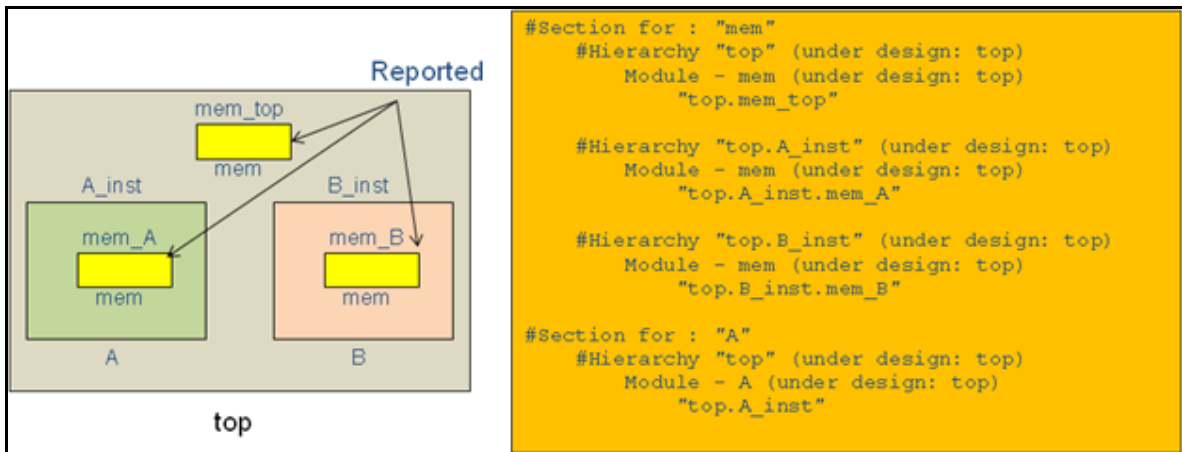 Reported
mem_top
mem
A_inst
B_inst
mem_A
mem_B
mem
mem
A
B
top
#Section for : "mem"
#Hierarchy "top" (under design: top)
Module - mem (under design: top)
"top.mem_top"
#Hierarchy "top.A_inst" (under design: top)
Module - mem (under design: top)
"top.A_inst.mem_A"
#Hierarchy "top.B_inst" (under design: top)
Module - mem (under design: top)
"top.B_inst.mem_B"
#Section for : "A"
#Hierarchy "top" (under design: top)
Module - A (under design: top)
"top.A_inst"